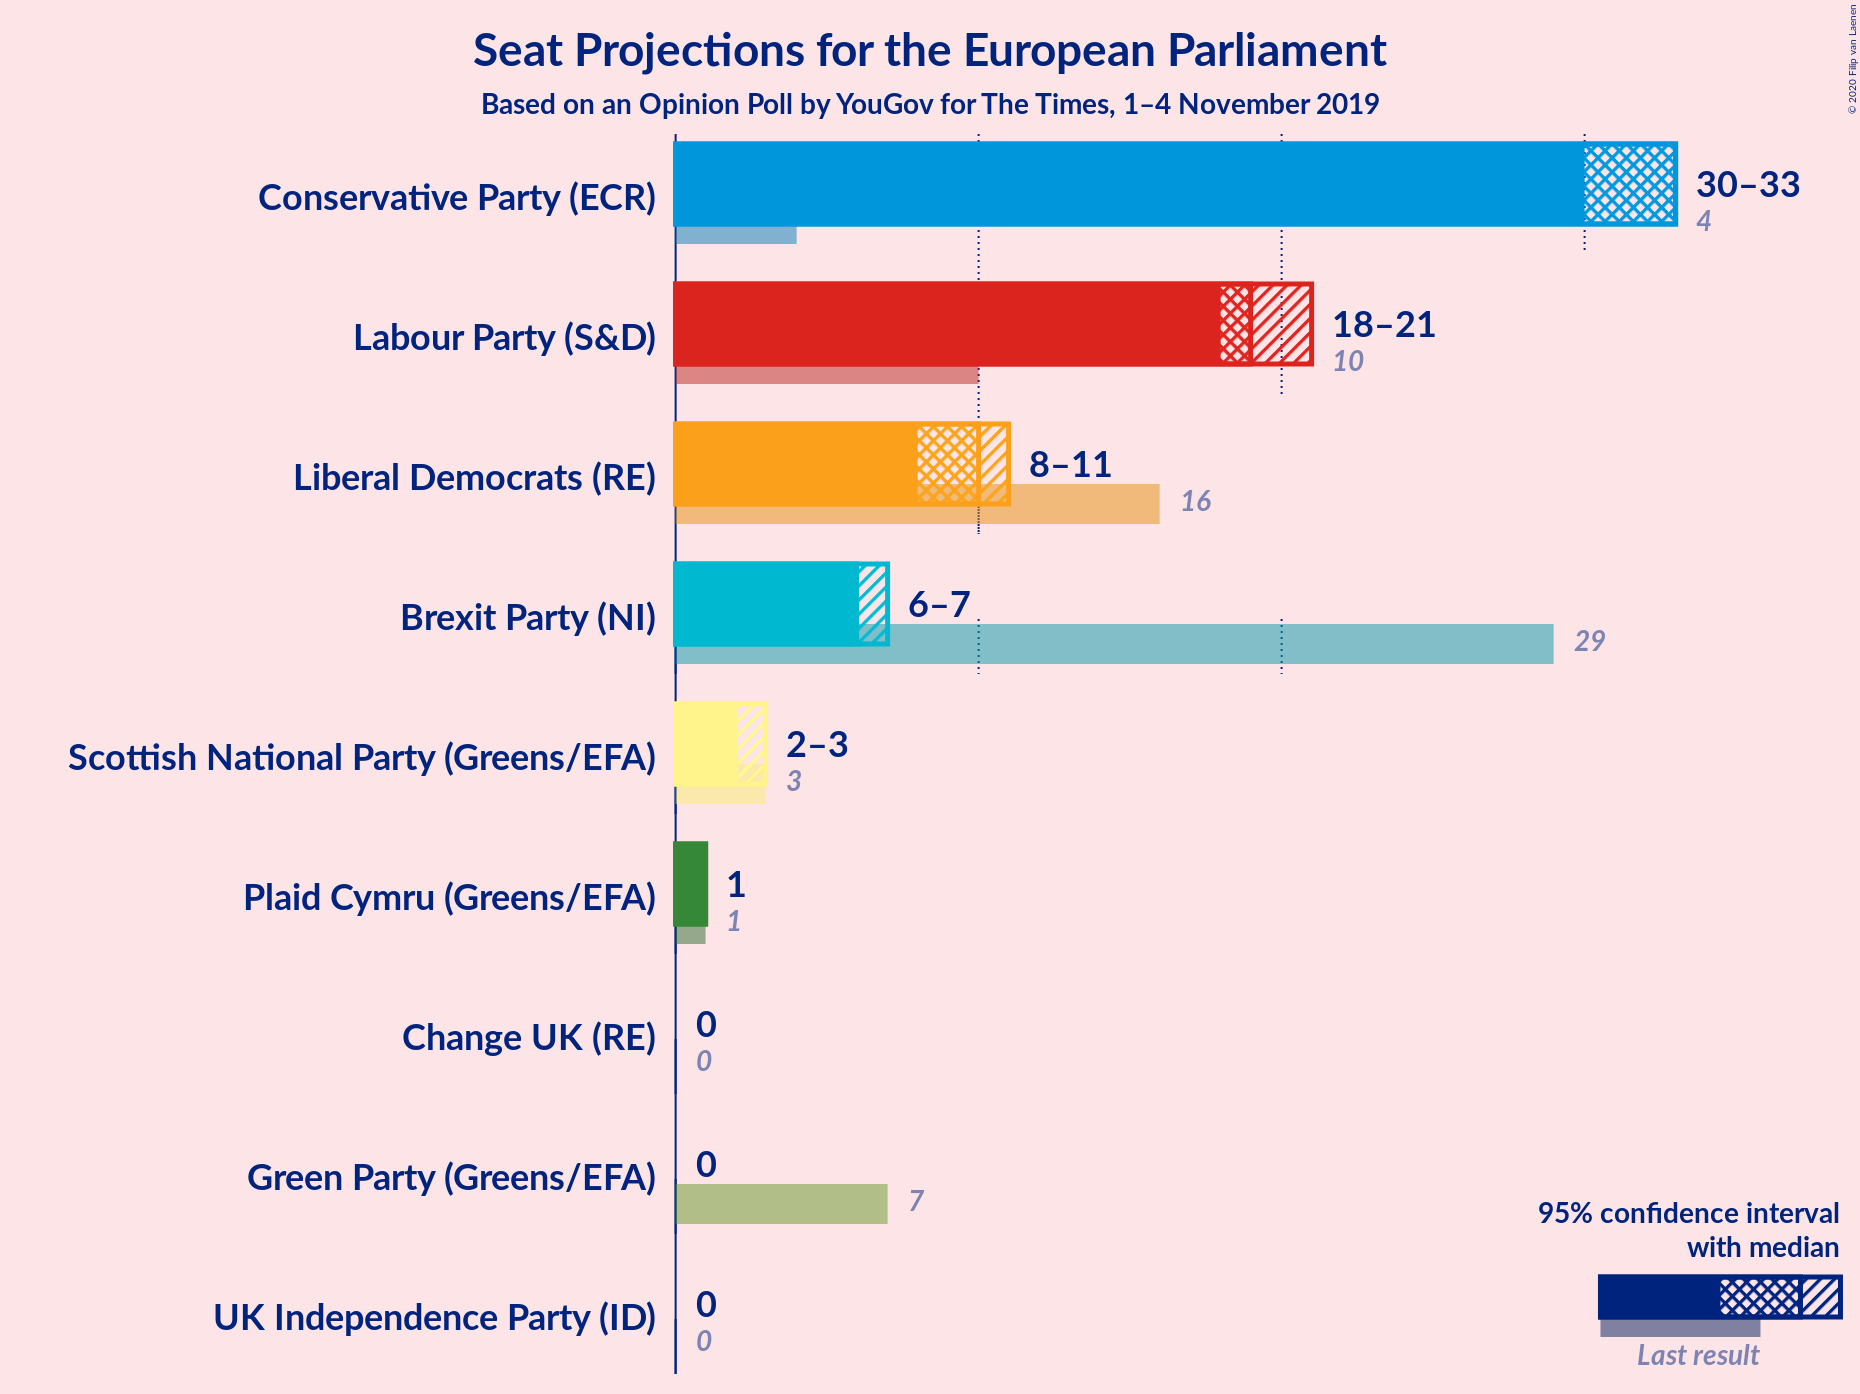 Seat Projections for the European Parliament
Based on an Opinion Poll by YouGov for The Times, 1–4 November 2019
© 2020 Filip van Laenen
Conservative Party (ECR)
30–33
4
Labour Party (S&D)
18–21
10
Liberal Democrats (RE)
8–11
16
Brexit Party (NI)
6–7
29
Scottish National Party (Greens/EFA)
2–3
3
Plaid Cymru (Greens/EFA)
1
1
Change UK (RE)
0
0
Green Party (Greens/EFA)
0
7
UK Independence Party (ID)
0
0
95% confidence interval
with median
Last result